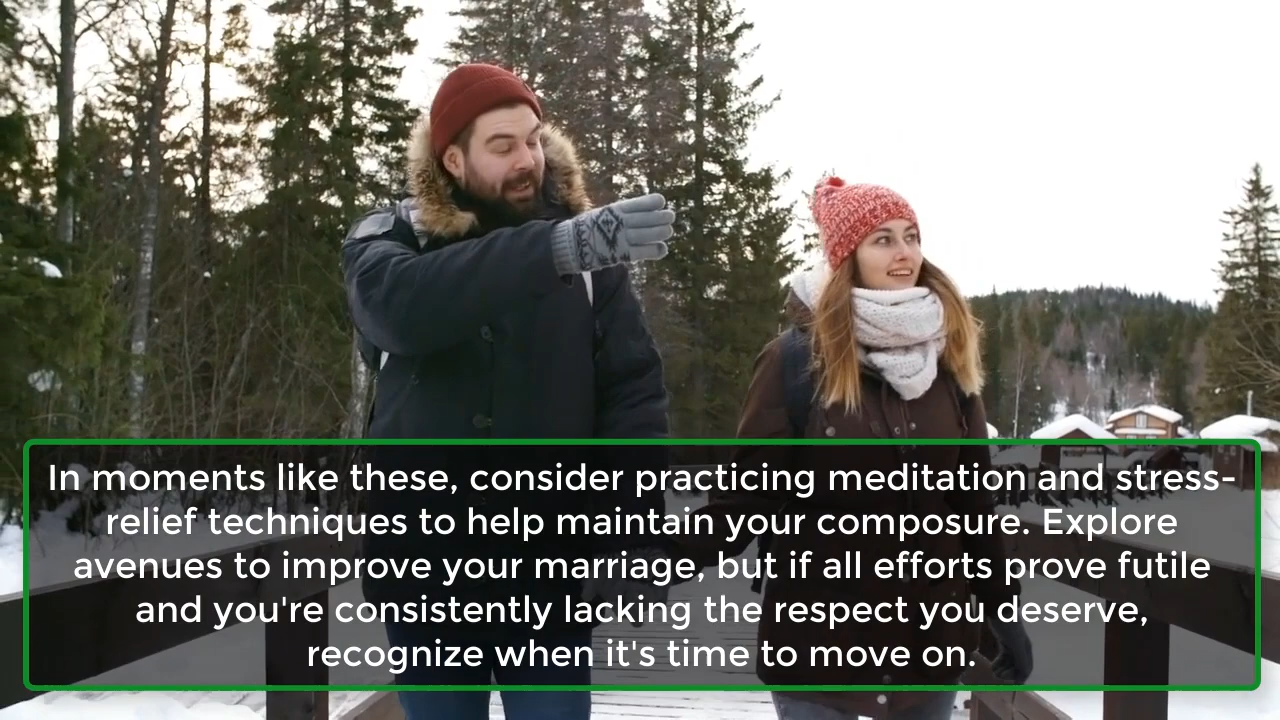 In moments like these, consider practicing meditation and stress-
relief techniques to help maintain your composure. Explore
avenues to improve your marriage, but if all efforts prove futile
and you're consistently lacking the respect you deserve,
recognize when it's time to move on.